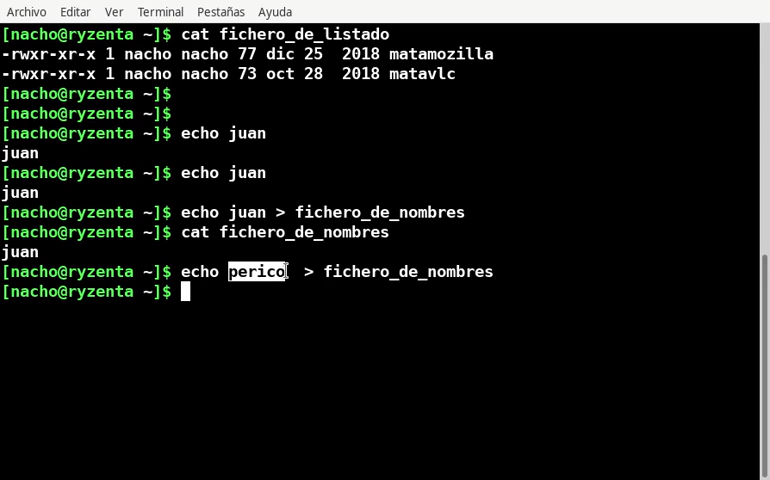 Archivo Editar Ver Terminal Pestañas Ayuda
[nacho@ryzenta ~]$ cat fichero_de_listado
-rwxr-xr-x 1 nacho nacho 77 dic 25  2018 matamozilla
-rwxr-xr-x 1 nacho nacho 73 oct 28  2018 matavlc
[nacho@ryzenta ~]$
[nacho@ryzenta ~]$
[nacho@ryzenta ~]$ echo juan
juan
[nacho@ryzenta ~]$ echo juan
juan
[nacho@ryzenta ~]$ echo juan > fichero_de_nombres
[nacho@ryzenta ~]$ cat fichero_de_nombres
juan
[nacho@ryzenta ~]$ echo perico  > fichero_de_nombres
[nacho@ryzenta ~]$